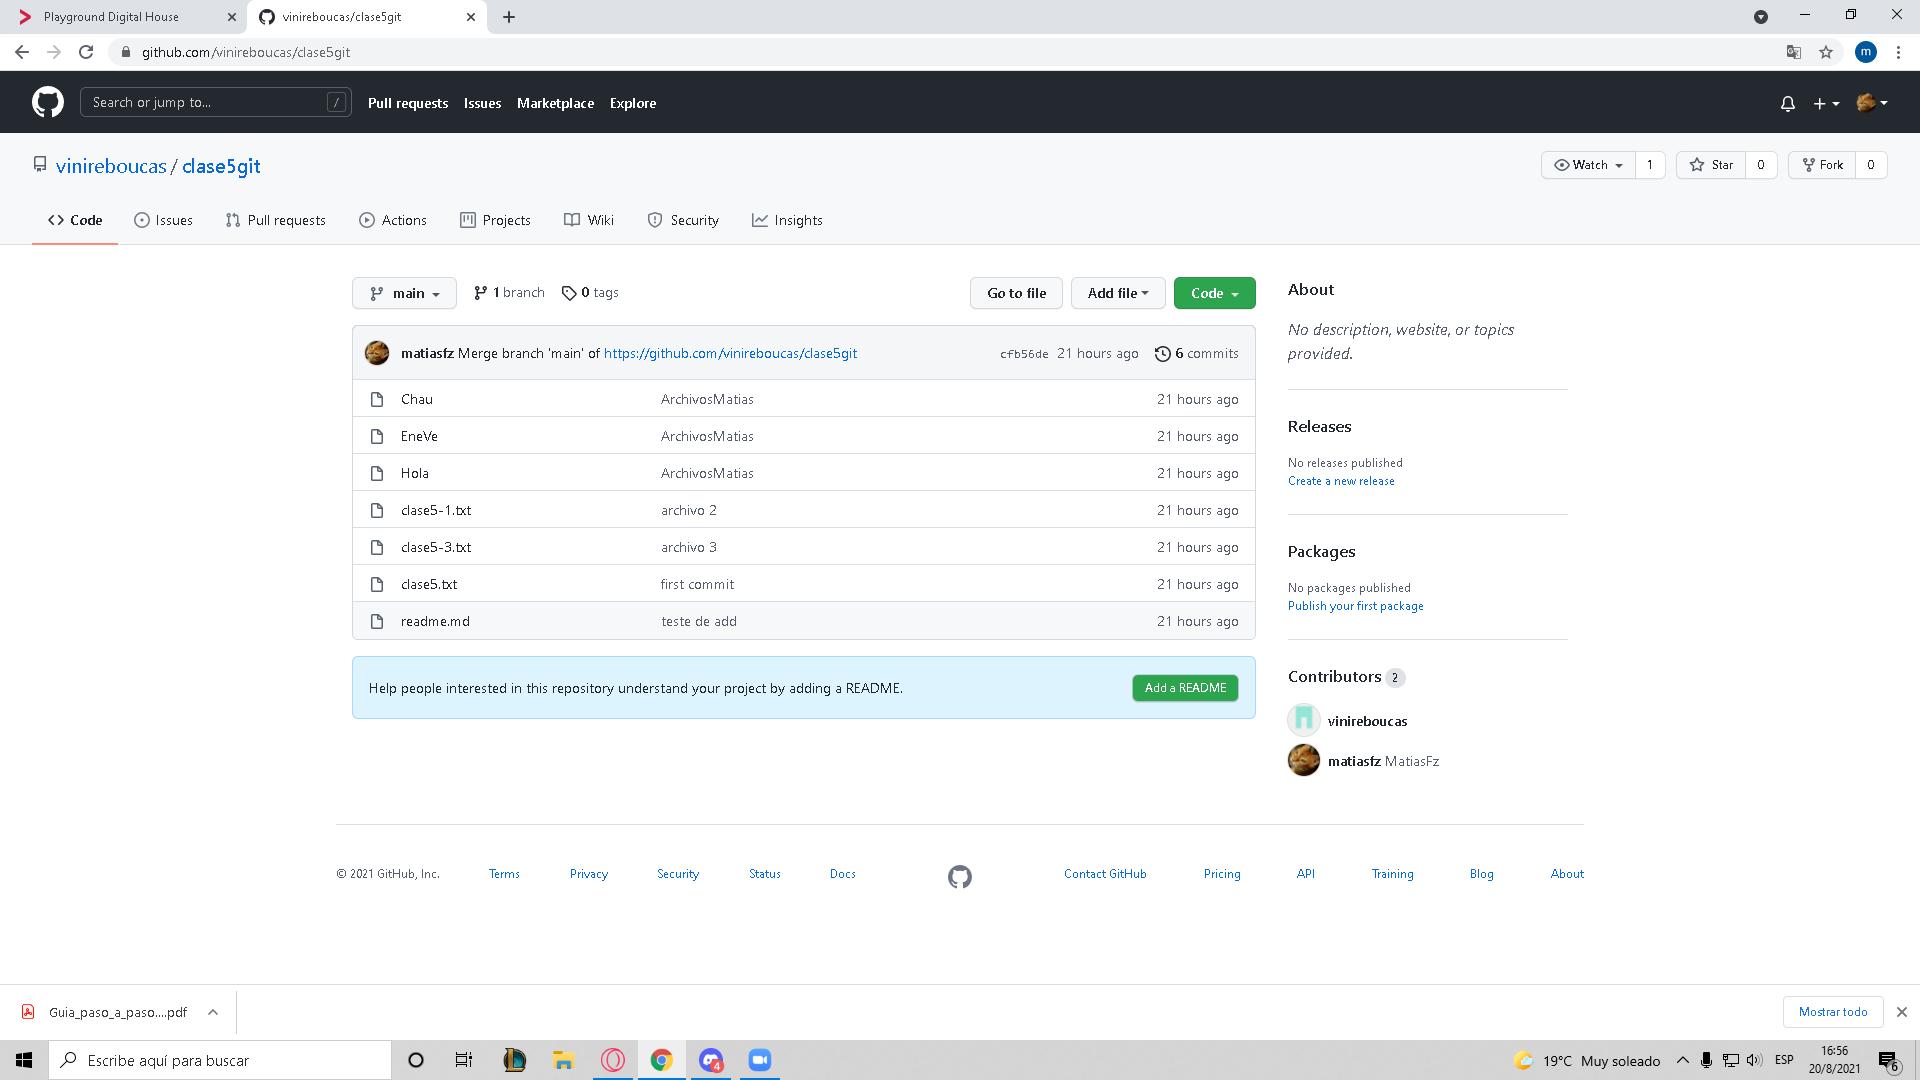 Playground Digital House
vinireboucas/clase5git
github.com/vinireboucas/clase5git
m
Search or jump to...
/
Pull requests
Issues
Marketplace
Explore
vinireboucas / clase5git
Watch 1
Star 0
Fork 0
Code
Issues
Pull requests
Actions
Projects
Wiki
Security
Insights
main
1 branch
0 tags
Go to file
Add file
Code
matiasfz Merge branch 'main' of https://github.com/vinireboucas/clase5git cfb56de 21 hours ago 6 commits
Chau ArchivosMatias 21 hours ago
EneVe ArchivosMatias 21 hours ago
Hola ArchivosMatias 21 hours ago
clase5-1.txt archivo 2 21 hours ago
clase5-3.txt archivo 3 21 hours ago
clase5.txt first commit 21 hours ago
readme.md teste de add 21 hours ago
Help people interested in this repository understand your project by adding a README.
Add a README
About
No description, website, or topics
provided.
Releases
No releases published
Create a new release
Packages
No packages published
Publish your first package
Contributors 2
vinireboucas
matiasfz MatiasFz
© 2021 GitHub, Inc.
Terms
Privacy
Security
Status
Docs
Contact GitHub
Pricing
API
Training
Blog
About
Guia_paso_a_paso....pdf
Mostrar todo
Escribe aquí para buscar
4
19°C Muy soleado
ESP
16:56
20/8/2021
6